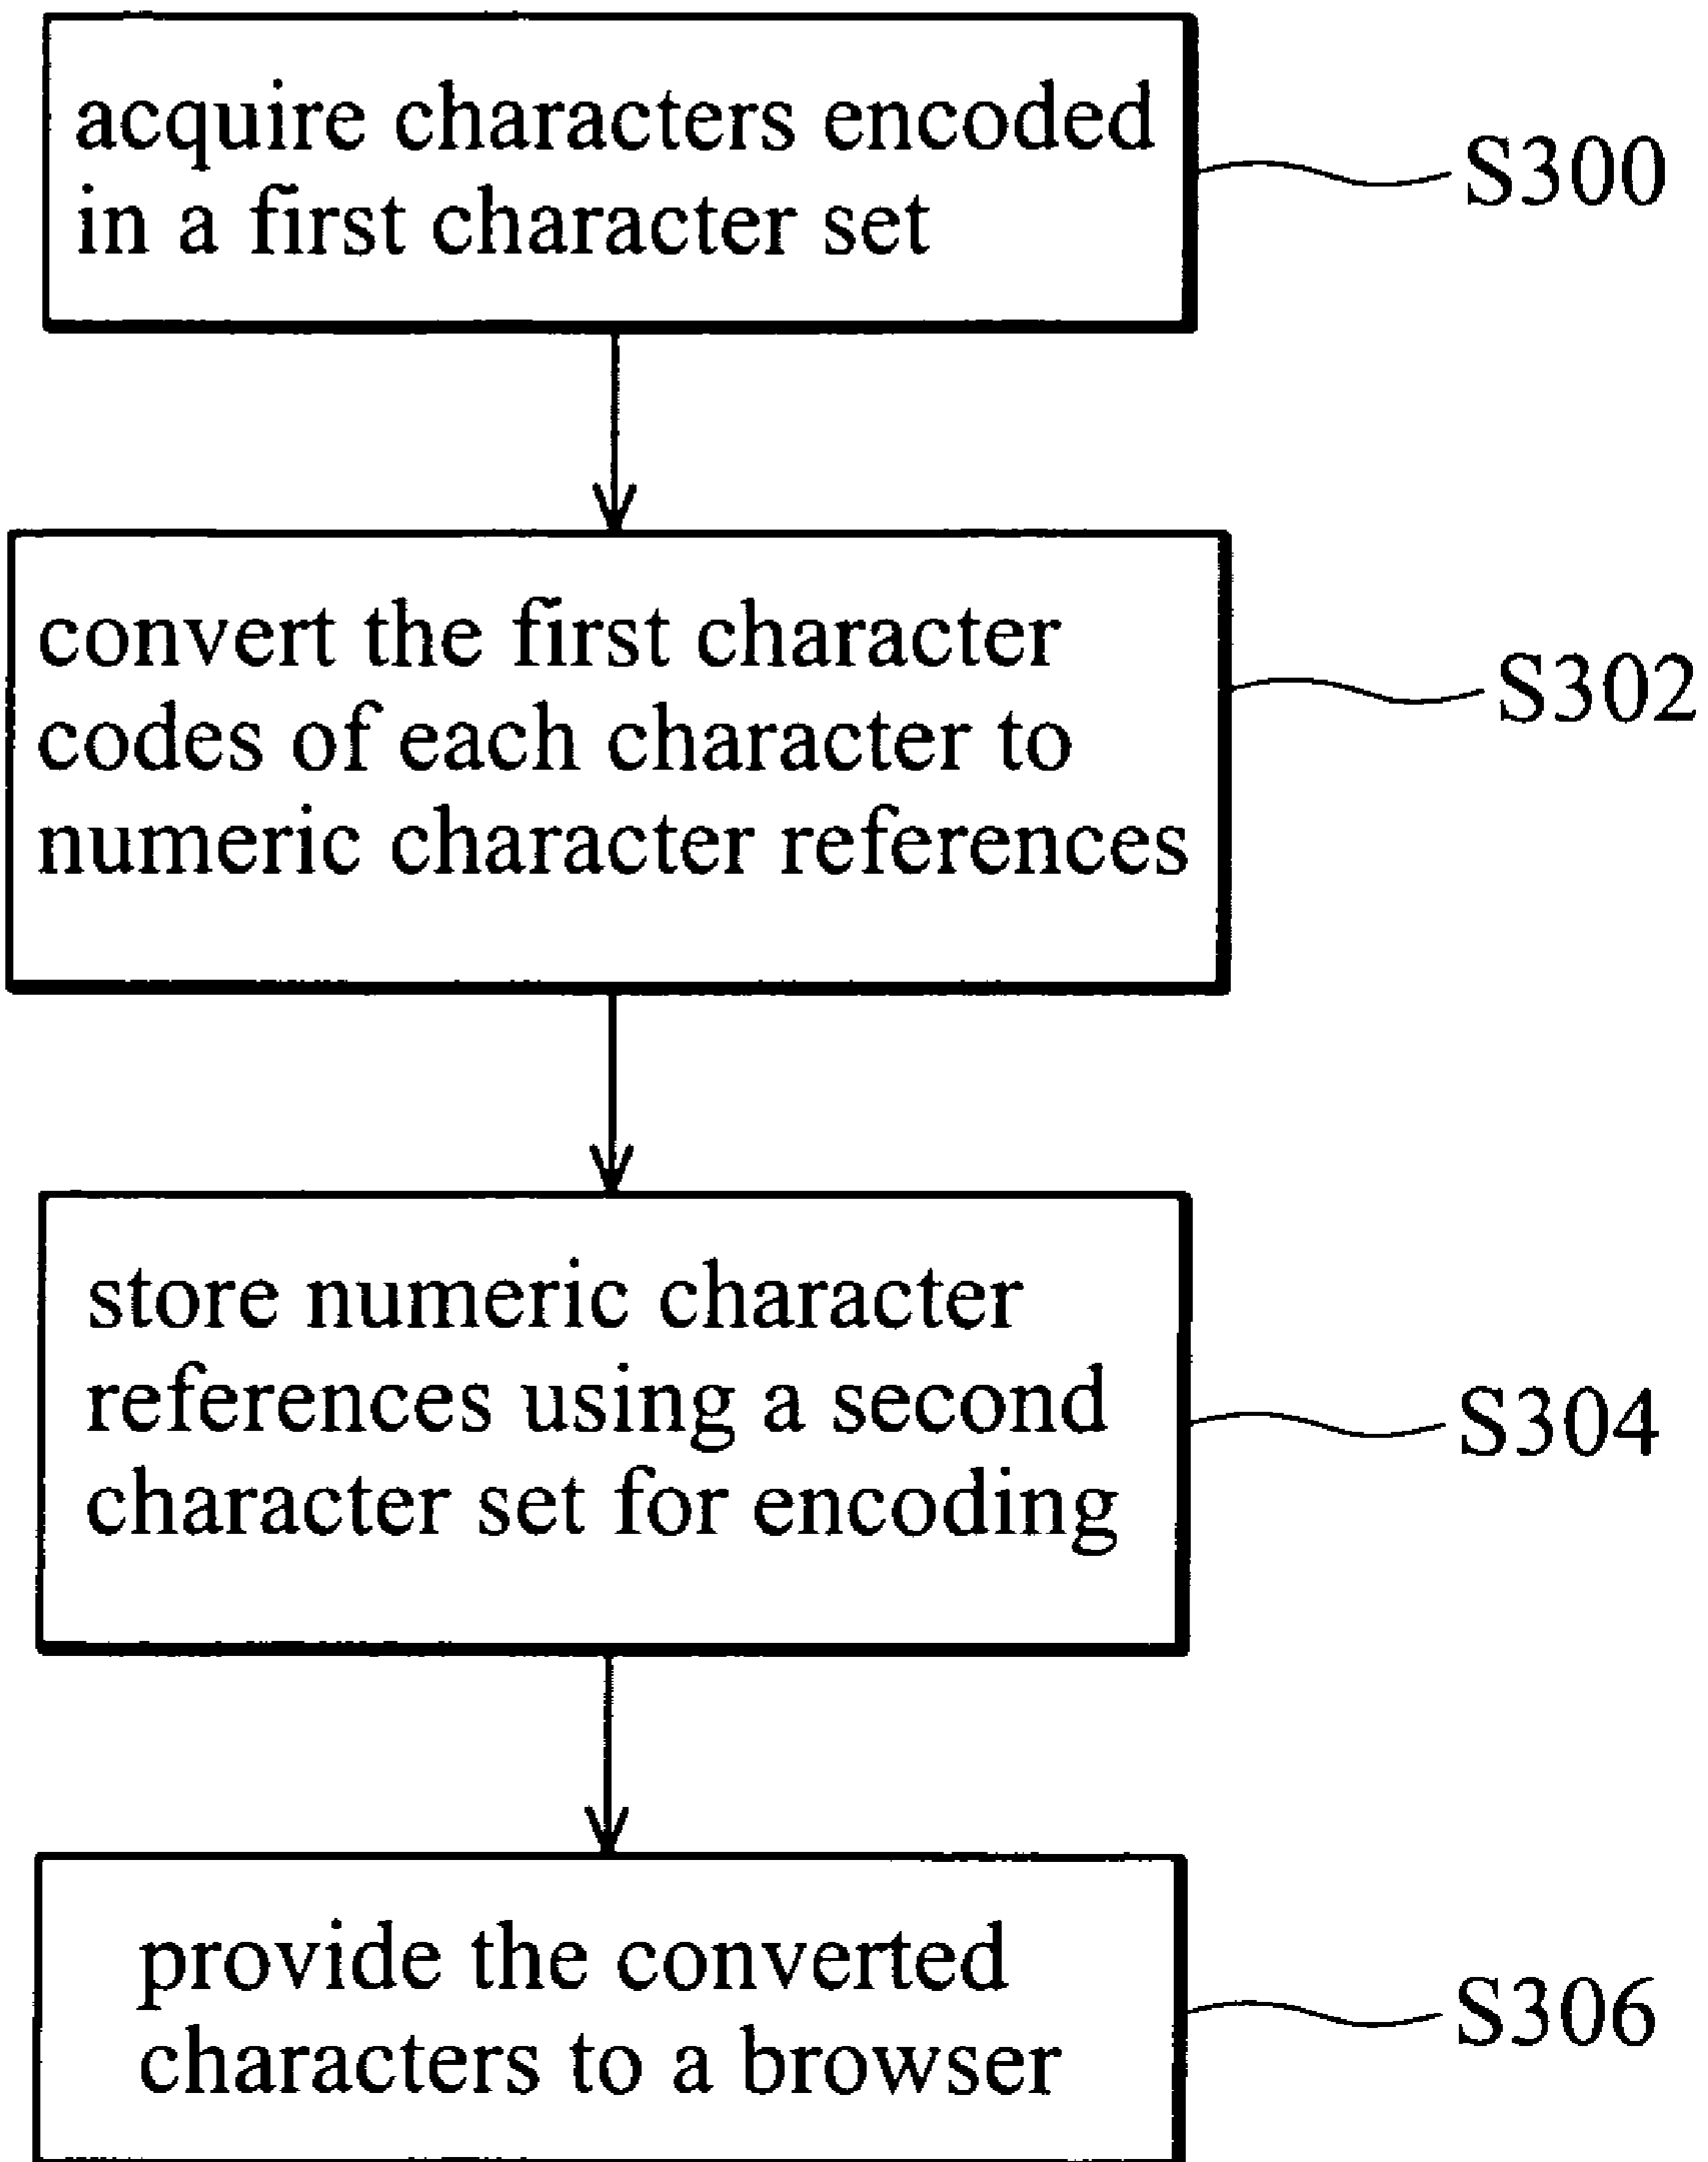 acquire characters encoded
in a first character set
S300
convert the first character
codes of each character to
numeric character references
S302
store numeric character
references using a second
character set for encoding
S304
provide the converted
characters to a browser
S306